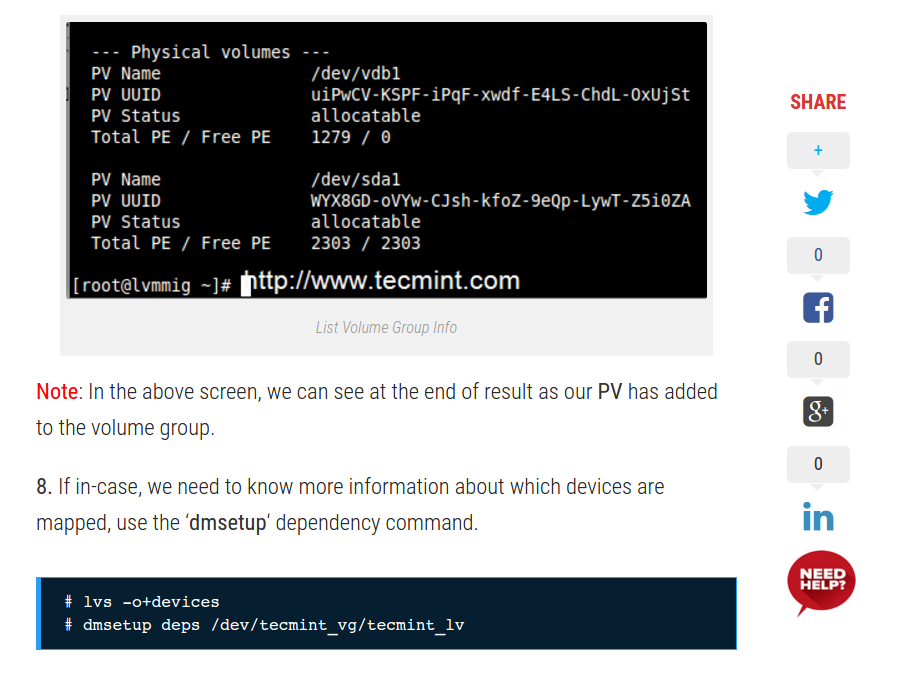 --- Physical volumes ---
PV Name /dev/vdb1
PV UUID uiPwCV-KSPF-iPqF-xwdf-E4LS-ChdL-OxUjSt
PV Status allocatable
Total PE / Free PE 1279 / 0
PV Name /dev/sda1
PV UUID WYX8GD-oVYw-CJsh-kfoZ-9eQp-LywT-Z5i0ZA
PV Status allocatable
Total PE / Free PE 2303 / 2303
[root@lvmmig ~]# http://www.tecmint.com
List Volume Group Info
Note: In the above screen, we can see at the end of result as our PV has added
to the volume group.
8. If in-case, we need to know more information about which devices are
mapped, use the ‘dmsetup‘ dependency command.
# lvs -o+devices
# dmsetup deps /dev/tecmint_vg/tecmint_lv
SHARE
+
0
f
0
g+
0
in
NEED
HELP?